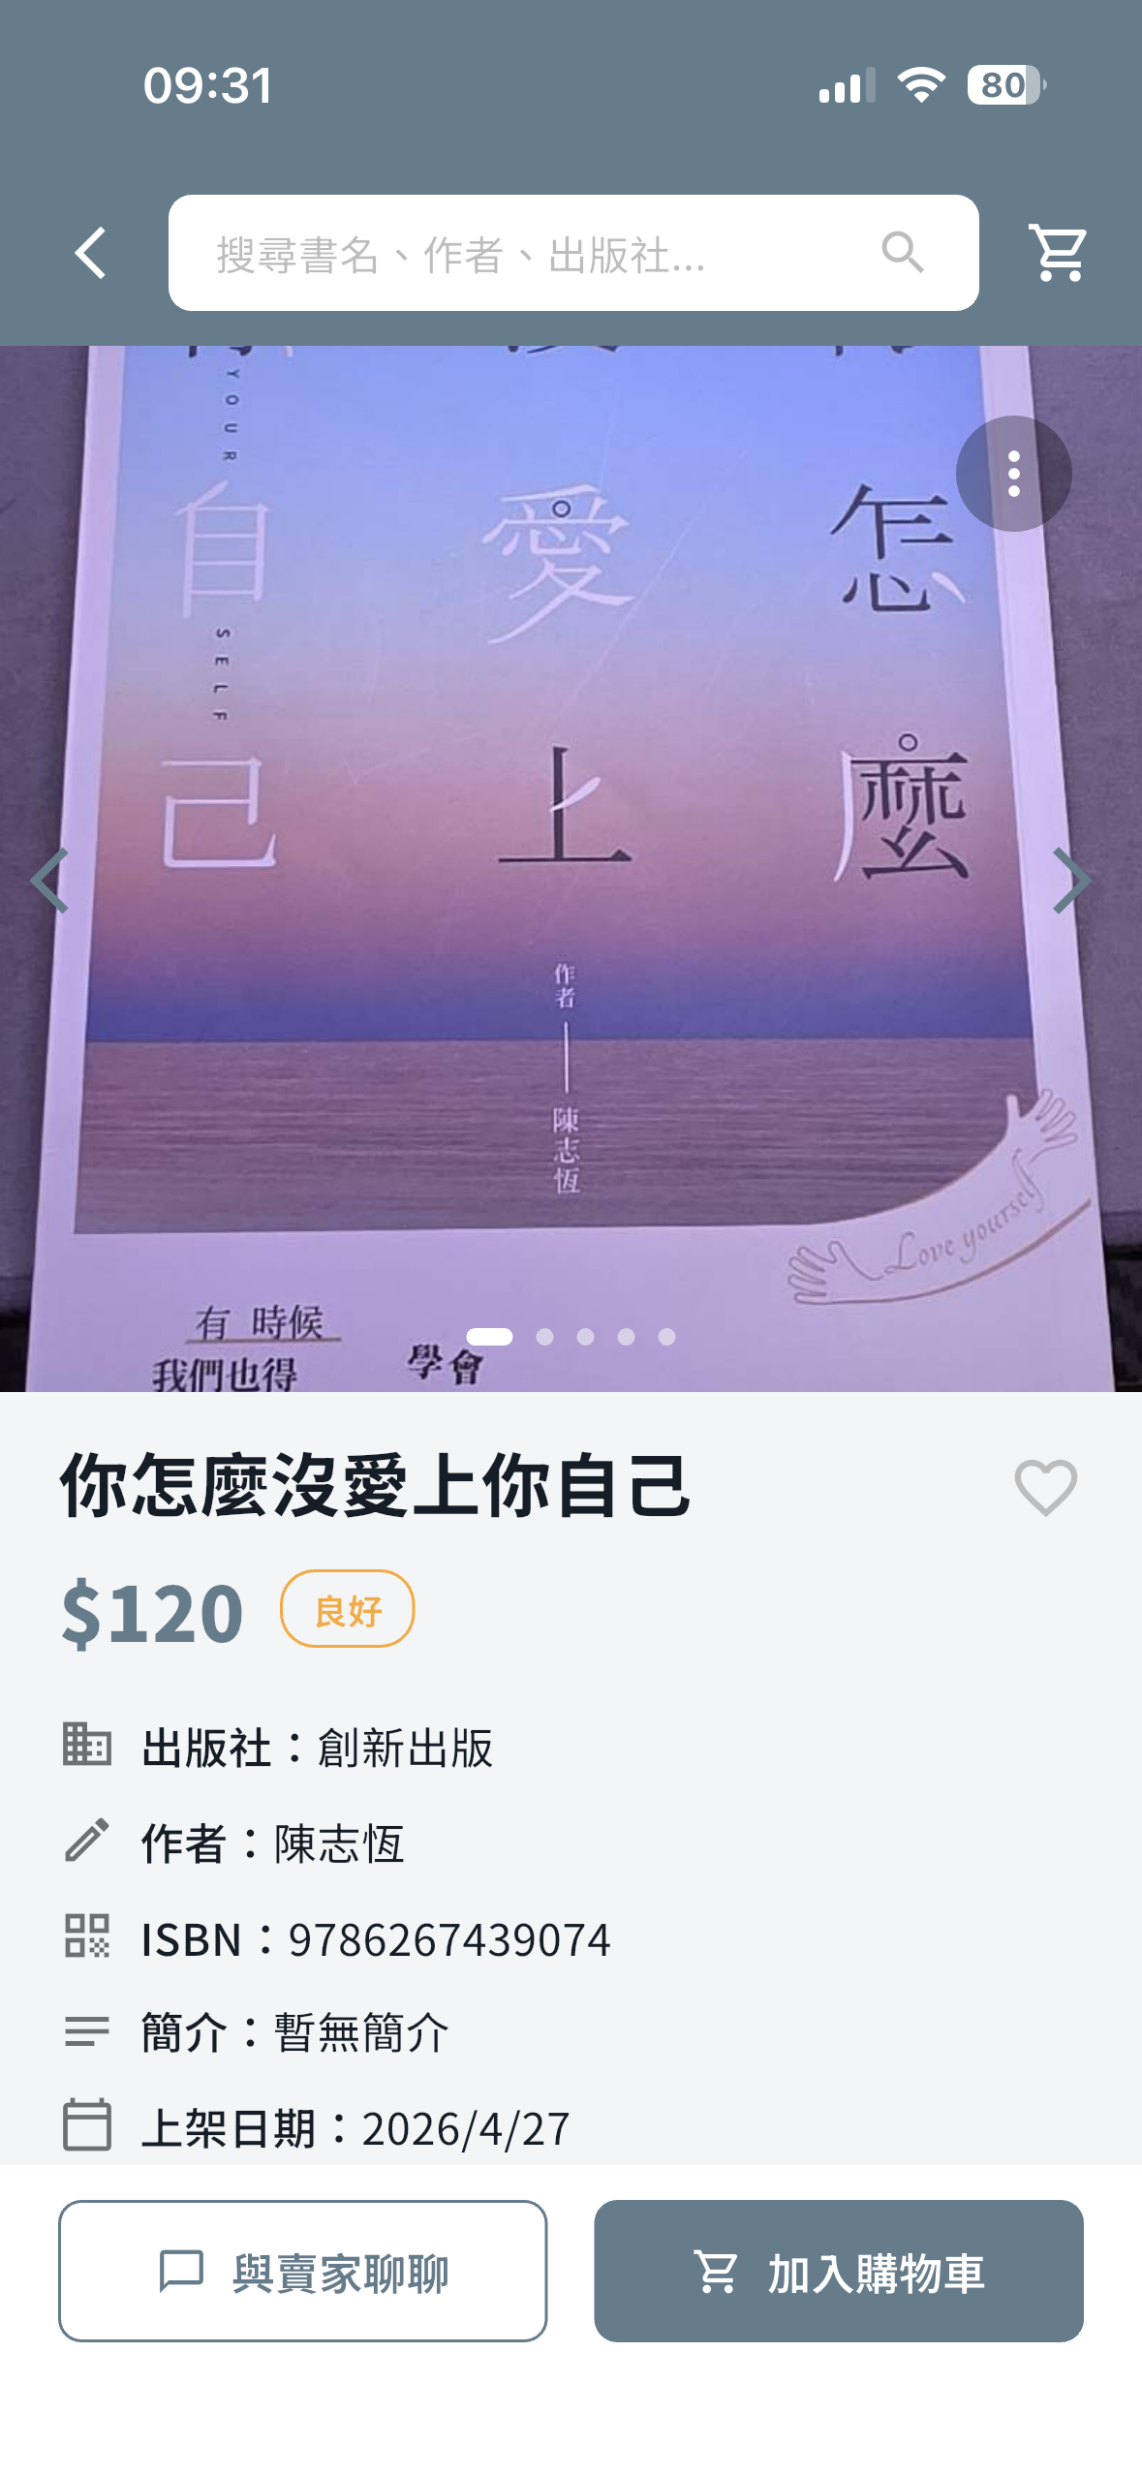 09:31
80
搜尋書名、作者、出版社...
怎麼
愛上
YOUR
SELF
自己
作者
陳志恆
Love yourself
有 時候
我們也得
學會
你怎麼沒愛上你自己
$120
良好
出版社：創新出版
作者：陳志恆
ISBN：9786267439074
簡介：暫無簡介
上架日期：2026/4/27
與賣家聊聊
加入購物車